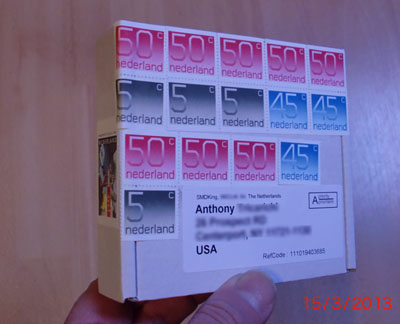 50c 50c 50c 50c 50c
nederland nederland nederland nederland nederland
5c 5c 5c 45c 45c
nederland nederland nederland nederland nederland
50c 50c 50c 45c
nederland nederland nederland nederland
5c
nederland
SMDKing, The Netherlands
Anthony
USA
RefCode : 111019403685
A
15/3/2013